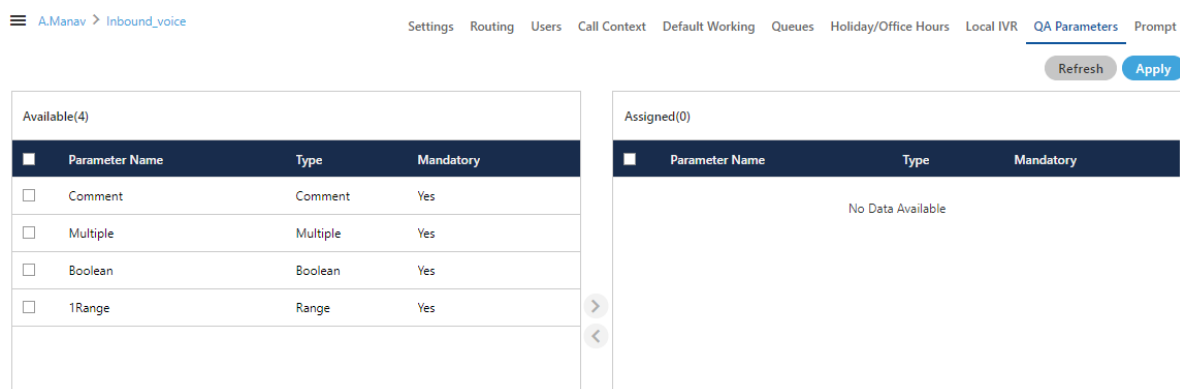 A.Manav > Inbound_voice
Settings Routing Users Call Context Default Working Queues Holiday/Office Hours Local IVR QA Parameters Prompt
Refresh Apply
Available(4)
Parameter Name Type Mandatory
Comment Comment Yes
Multiple Multiple Yes
Boolean Boolean Yes
1Range Range Yes
Assigned(0)
Parameter Name Type Mandatory
No Data Available